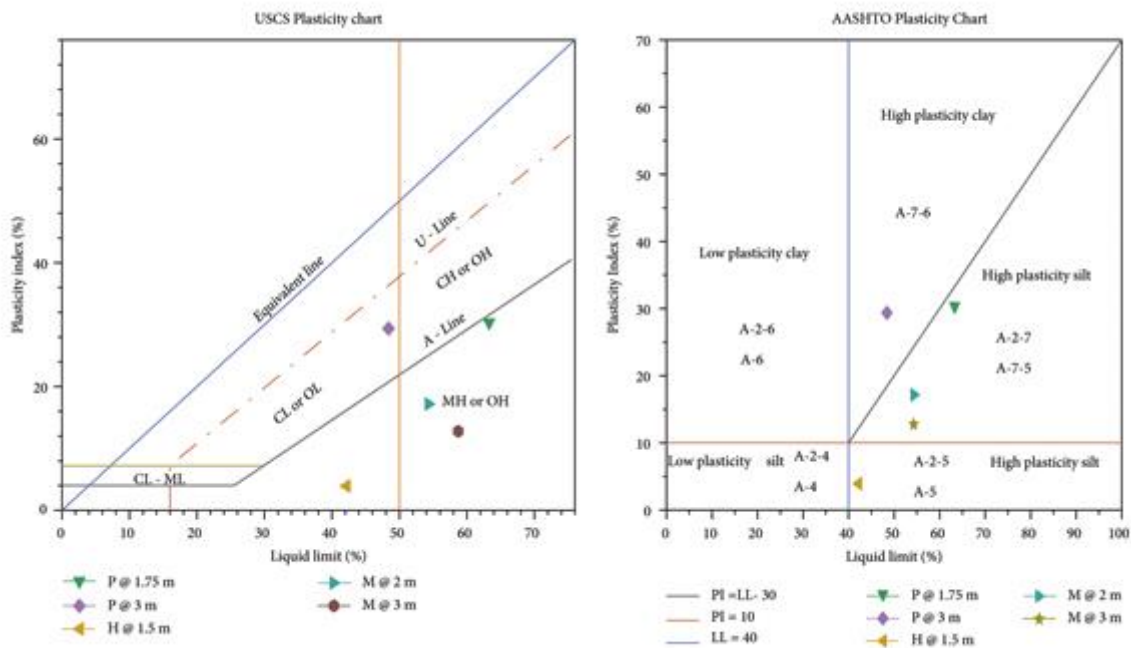 USCS Plasticity chart
Plasticity index (%)
60
40
20
0
Equivalent line
U - Line
CH or OH
A - Line
CL or OL
MH or OH
CL - ML
0 10 20 30 40 50 60 70
Liquid limit (%)
P @ 1.75 m
P @ 3 m
H @ 1.5 m
M @ 2 m
M @ 3 m
AASHTO Plasticity Chart
Plasticity Index (%)
70
60
50
40
30
20
10
0
High plasticity clay
A-7-6
Low plasticity clay
High plasticity silt
A-2-6
A-6
A-2-7
A-7-5
Low plasticity silt
A-2-4
A-4
A-2-5
A-5
High plasticity silt
0 10 20 30 40 50 60 70 80 90 100
Liquid limit (%)
PI =LL- 30
PI = 10
LL = 40
P @ 1.75 m
P @ 3 m
H @ 1.5 m
M @ 2 m
M @ 3 m